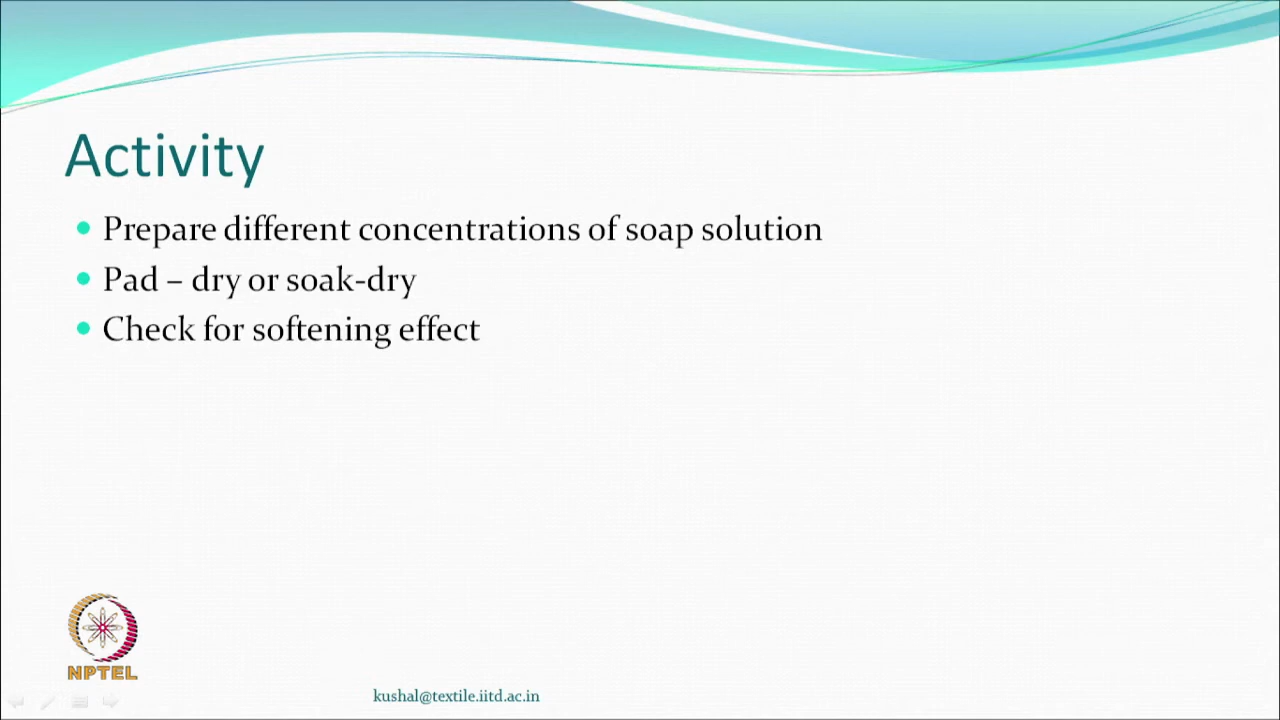 Activity
Prepare different concentrations of soap solution
Pad – dry or soak-dry
Check for softening effect
NPTEL
kushal@textile.iitd.ac.in